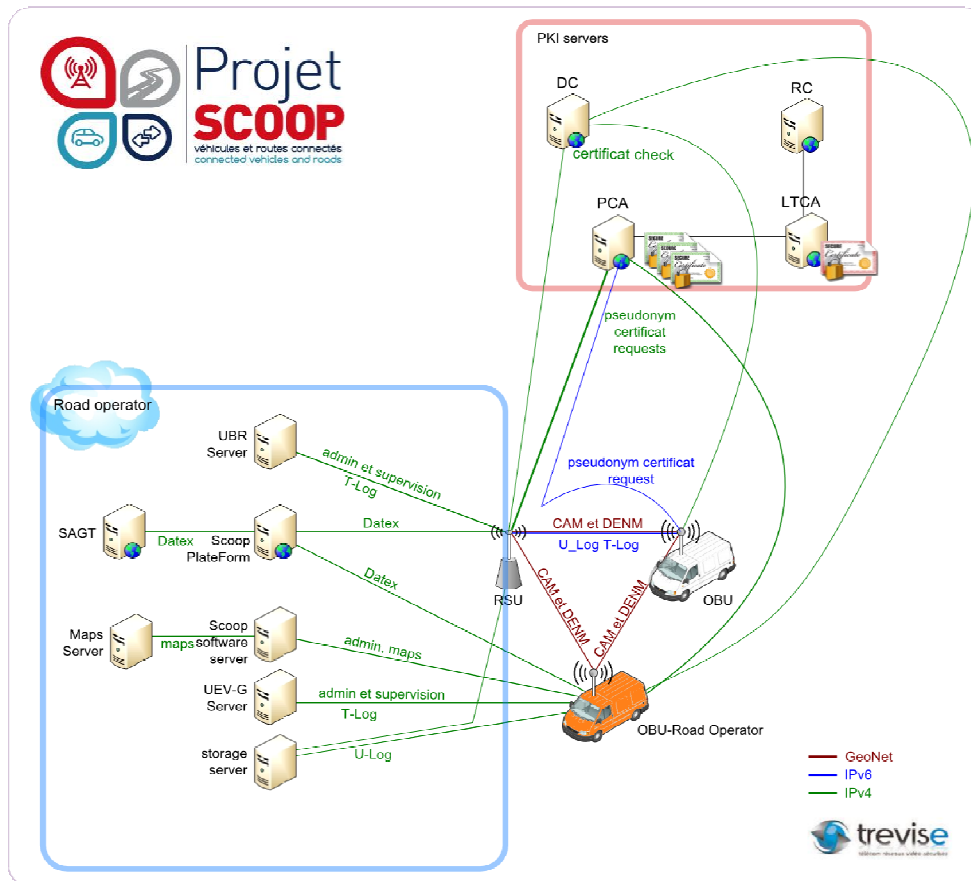 Projet
SCOOP
véhicules et routes connectés
connected vehicles and roads
PKI servers
DC
RC
certificat check
PCA
LTCA
pseudonym
certificat
requests
Road operator
UBR
Server
admin et supervision
T-Log
pseudonym certificat
request
SAGT
Datex
Scoop
PlateForm
Datex
CAM et DENM
U_Log T-Log
Datex
RSU
OBU
CAM et DENM
CAM et DENM
Maps
Server
maps
Scoop
software
server
admin, maps
UEV-G
Server
admin et supervision
T-Log
OBU-Road Operator
storage
server
U-Log
GeoNet
IPv6
IPv4
trevise